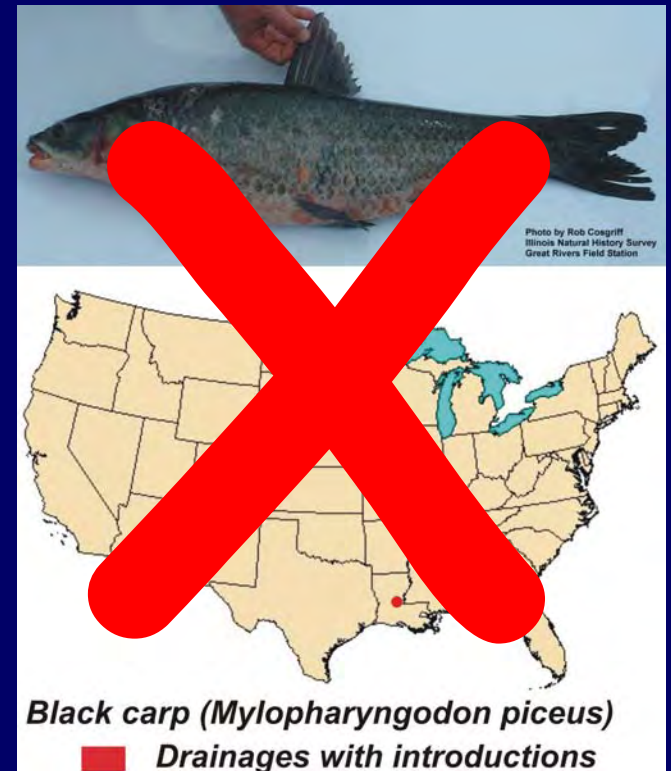 Photo by Rob Cosgriff
Illinois Natural History Survey
Great Rivers Field Station
Black carp (Mylopharyngodon piceus)
Drainages with introductions